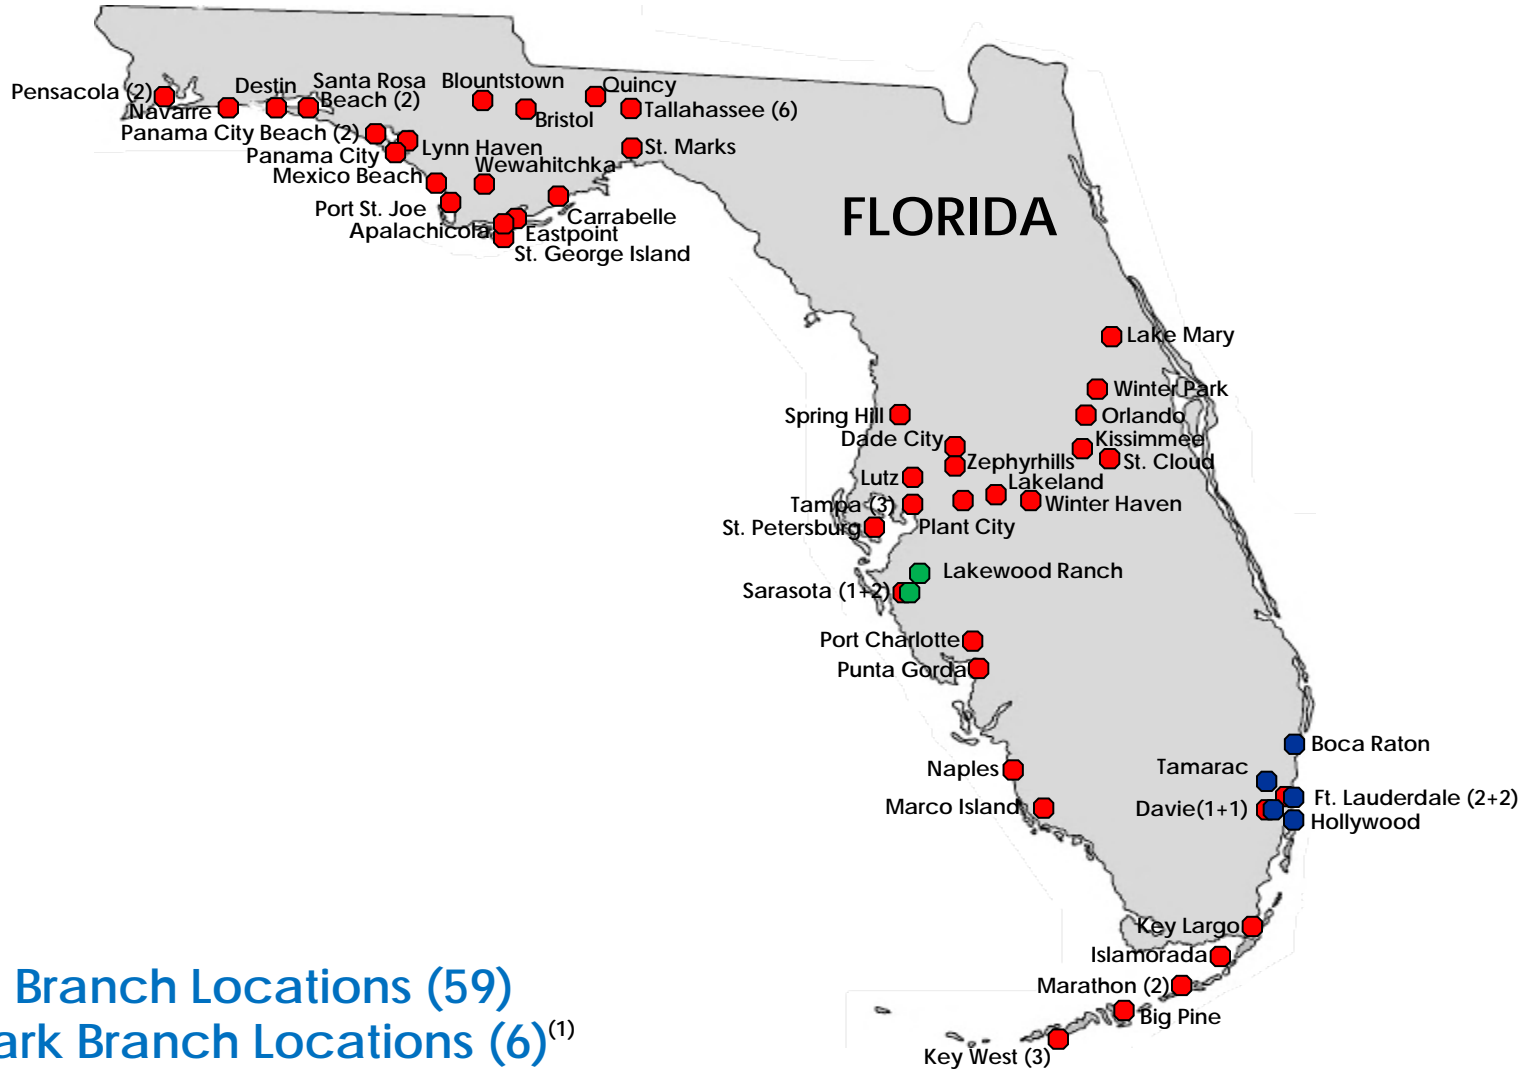 Pensacola (2)
Navarre
Destin
Santa Rosa
Beach (2)
Blountstown
Bristol
Quincy
Tallahassee (6)
Panama City Beach (2)
Panama City
Lynn Haven
St. Marks
Mexico Beach
Wewahitchka
Port St. Joe
Apalachicola
Carrabelle
Eastpoint
St. George Island
FLORIDA
Lake Mary
Winter Park
Spring Hill
Orlando
Dade City
Kissimmee
Zephyrhills
St. Cloud
Lutz
Lakeland
Tampa (3)
Winter Haven
St. Petersburg
Plant City
Lakewood Ranch
Sarasota (1+2)
Port Charlotte
Punta Gorda
Boca Raton
Naples
Tamarac
Marco Island
Davie(1+1)
Ft. Lauderdale (2+2)
Hollywood
Key Largo
Islamorada
Marathon (2)
Big Pine
Key West (3)
Branch Locations (59)
ark Branch Locations (6)(1)